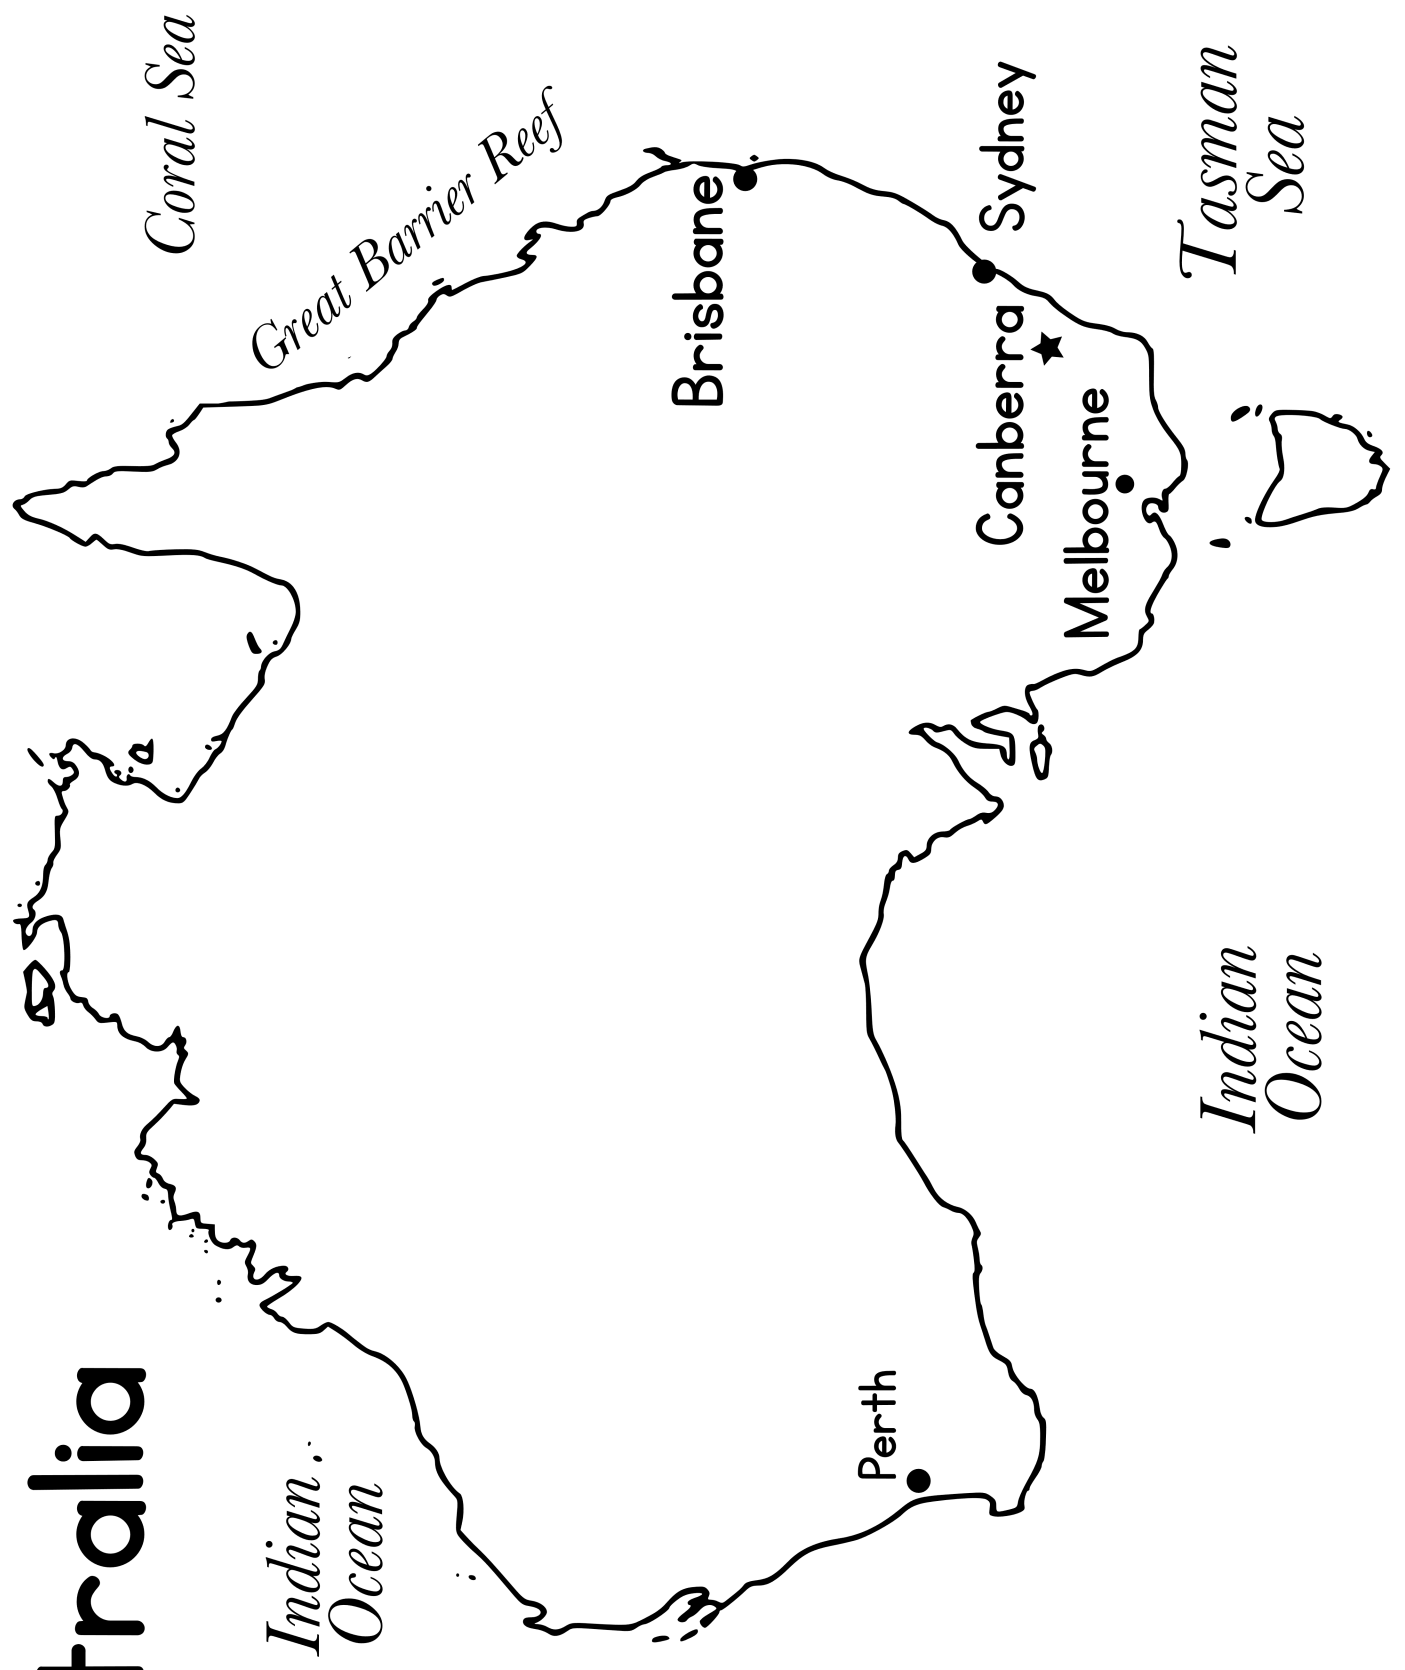 tralia
Indian
Ocean
Coral Sea
Great Barrier Reef
Brisbane
Perth
Sydney
Canberra
Melbourne
Tasman
Sea
Indian
Ocean